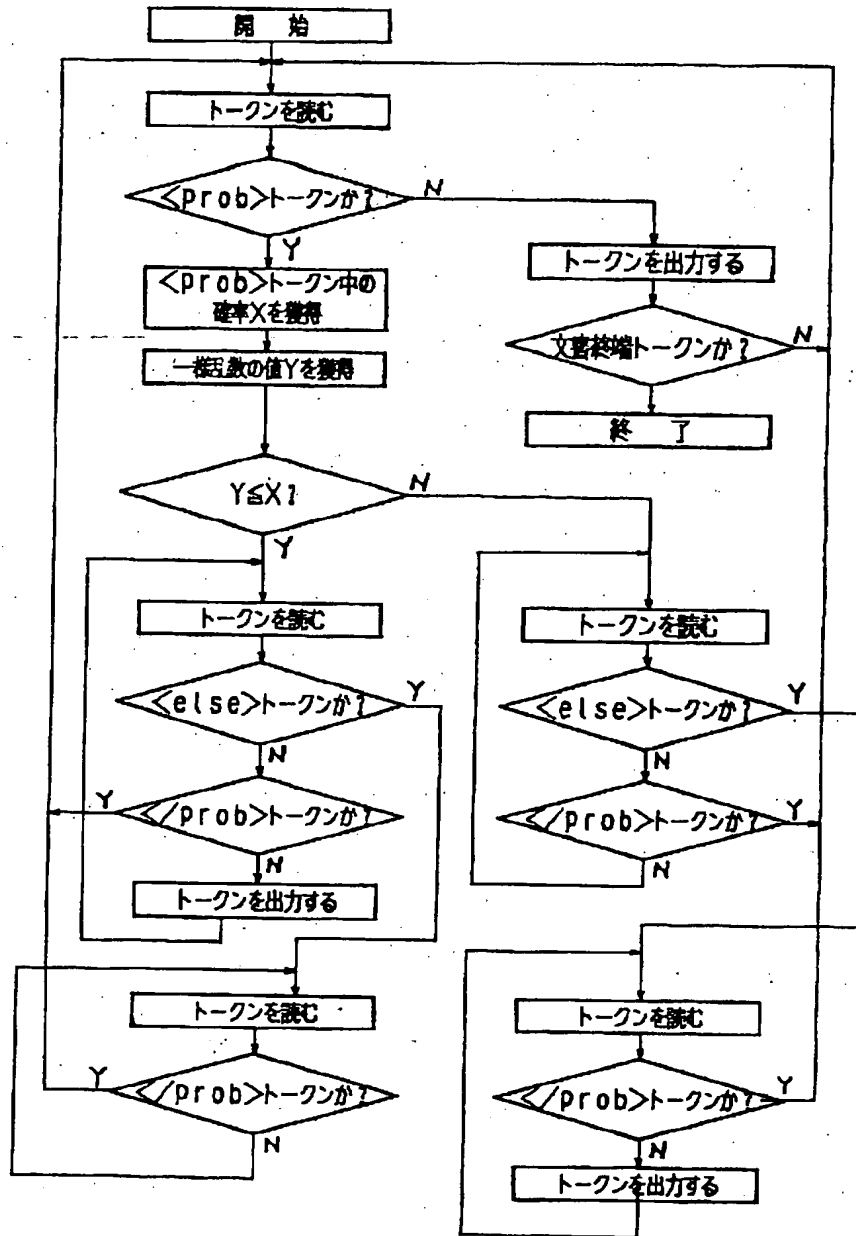 開 始
トークンを読む
<prob>トークンか?
N
Y
トークンを出力する
<prob>トークン中の
確率Xを獲得
文書終端トークンか?
N
一様乱数の値Yを獲得
終 了
Y≦X?
N
Y
トークンを読む
<else>トークンか?
Y
N
Y
</prob>トークンか?
N
トークンを出力する
トークンを読む
Y
</prob>トークンか?
N
トークンを読む
<else>トークンか?
Y
N
</prob>トークンか?
Y
N
トークンを読む
</prob>トークンか?
Y
N
トークンを出力する